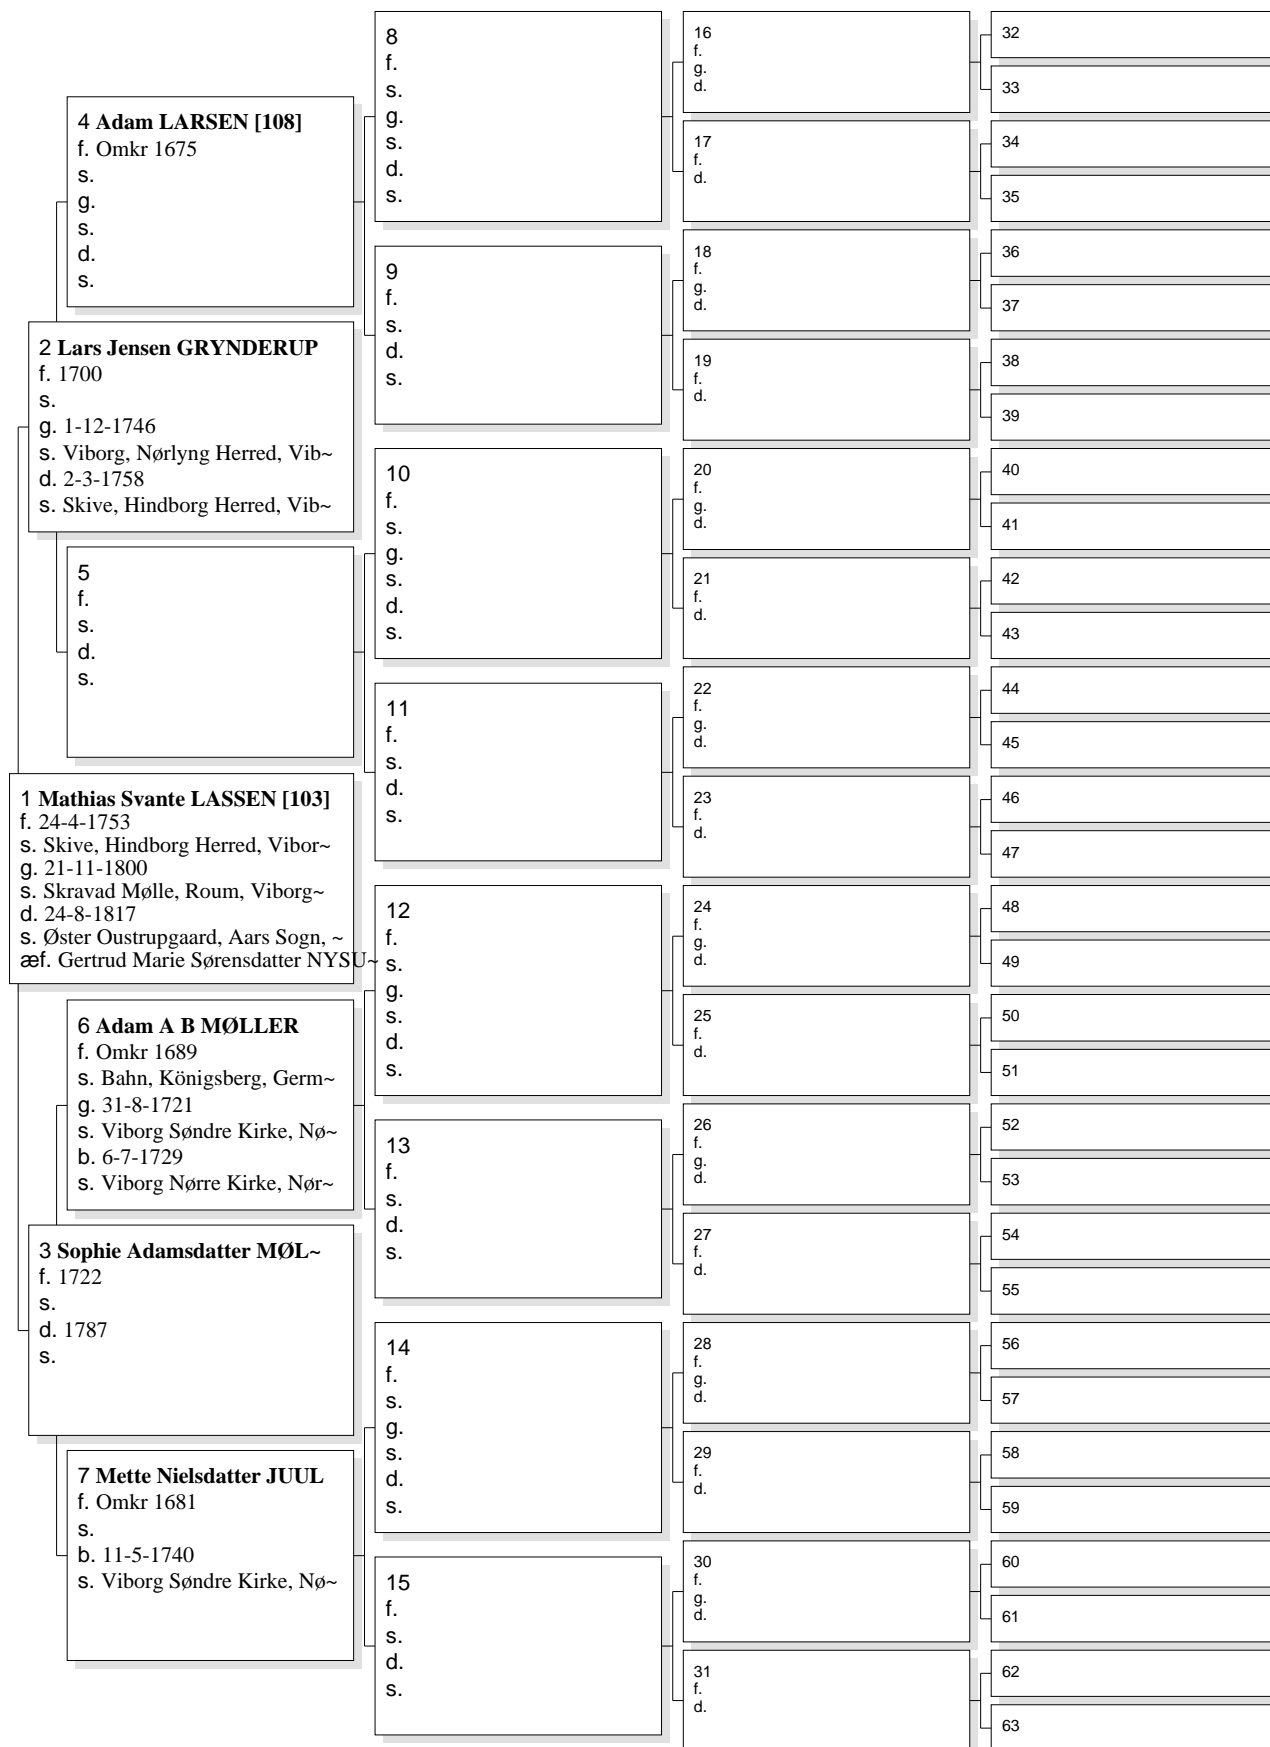 4 Adam LARSEN [108]
f. Omkr 1675
s.
g.
s.
d.
s.
2 Lars Jensen GRYNDERUP
f. 1700
s.
g. 1-12-1746
s. Viborg, Nørlyng Herred, Vib~
d. 2-3-1758
s. Skive, Hindborg Herred, Vib~
5
f.
s.
d.
s.
1 Mathias Svante LASSEN [103]
f. 24-4-1753
s. Skive, Hindborg Herred, Vibor~
g. 21-11-1800
s. Skravad Mølle, Roum, Viborg~
d. 24-8-1817
s. Øster Oustrupgaard, Aars Sogn, ~
æf. Gertrud Marie Sørensdatter NYSU~
6 Adam A B MØLLER
f. Omkr 1689
s. Bahn, Königsberg, Germ~
g. 31-8-1721
s. Viborg Søndre Kirke, Nø~
b. 6-7-1729
s. Viborg Nørre Kirke, Nør~
3 Sophie Adamsdatter MØL~
f. 1722
s.
d. 1787
s.
7 Mette Nielsdatter JUUL
f. Omkr 1681
s.
b. 11-5-1740
s. Viborg Søndre Kirke, Nø~
8
f.
s.
g.
s.
d.
s.
9
f.
s.
d.
s.
10
f.
s.
g.
s.
d.
s.
11
f.
s.
d.
s.
12
f.
s.
g.
s.
d.
s.
13
f.
s.
d.
s.
14
f.
s.
g.
s.
d.
s.
15
f.
s.
d.
s.
16
f.
g.
d.
17
f.
d.
18
f.
g.
d.
19
f.
d.
20
f.
g.
d.
21
f.
d.
22
f.
g.
d.
23
f.
d.
24
f.
g.
d.
25
f.
d.
26
f.
g.
d.
27
f.
d.
28
f.
g.
d.
29
f.
d.
30
f.
g.
d.
31
f.
d.
32
33
34
35
36
37
38
39
40
41
42
43
44
45
46
47
48
49
50
51
52
53
54
55
56
57
58
59
60
61
62
63